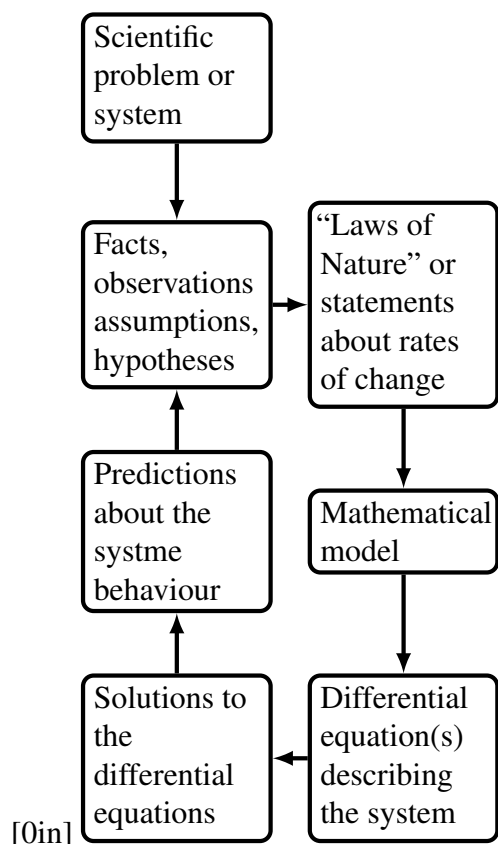 Scientific
problem or
system
Facts,
observations
assumptions,
hypotheses
“Laws of
Nature” or
statements
about rates
of change
Predictions
about the
systme
behaviour
Mathematical
model
Solutions to
the
differential
equations
Differential
equation(s)
describing
the system
[0in]